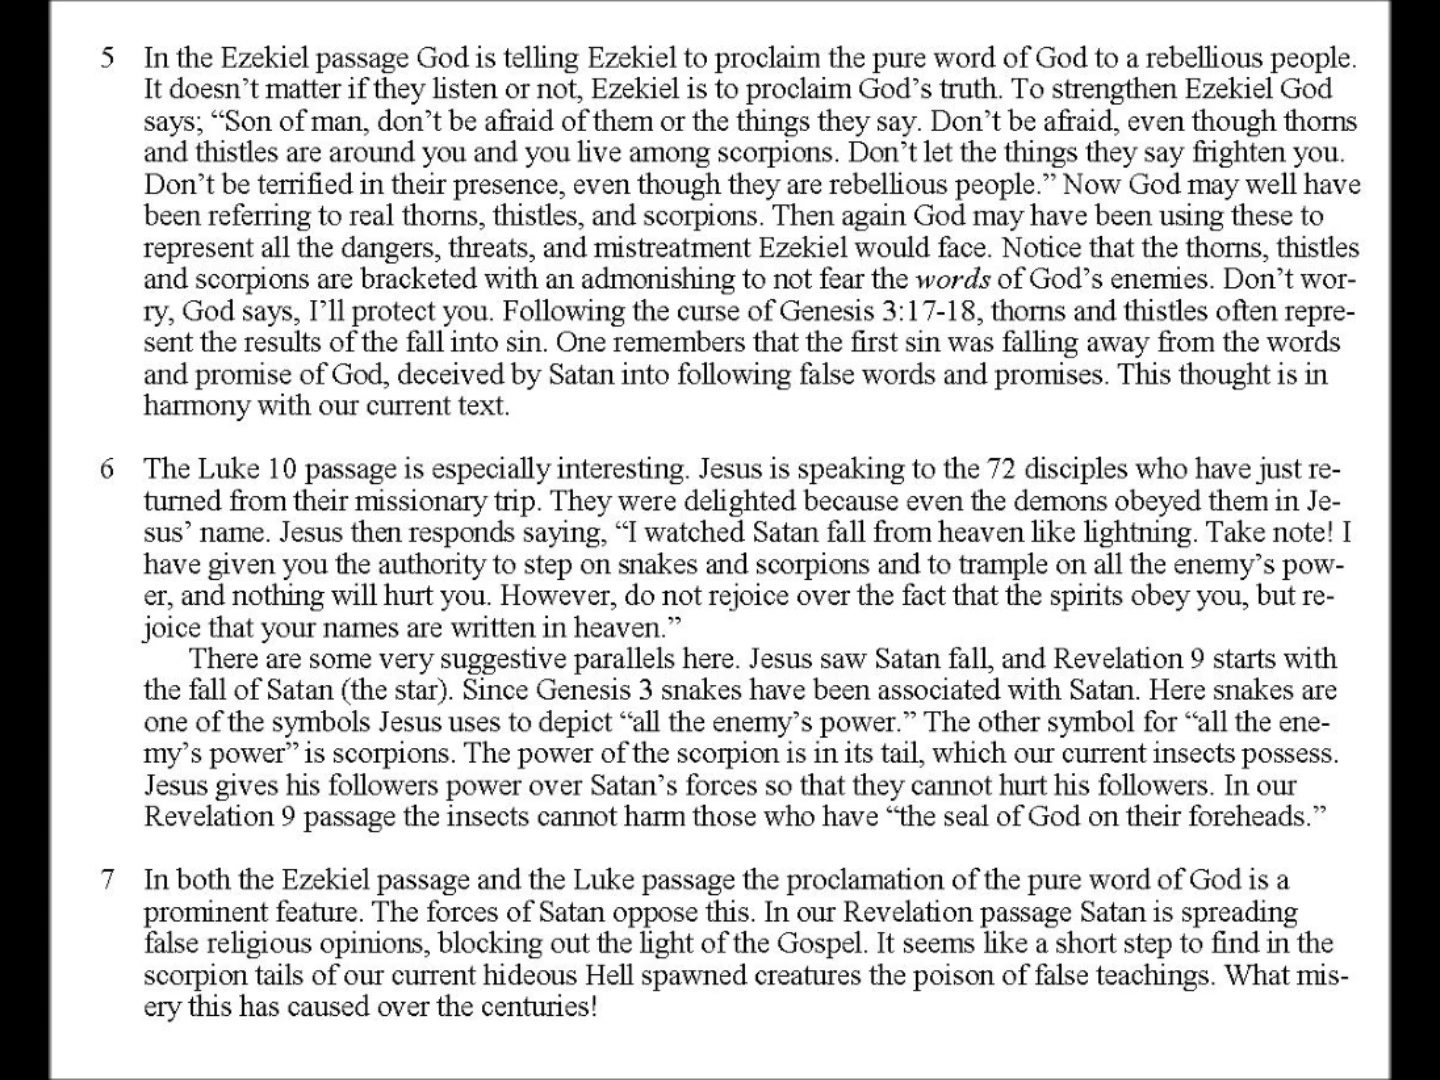 5 In the Ezekiel passage God is telling Ezekiel to proclaim the pure word of God to a rebellious people.
It doesn’t matter if they listen or not, Ezekiel is to proclaim God’s truth. To strengthen Ezekiel God
says; “Son of man, don’t be afraid of them or the things they say. Don’t be afraid, even though thorns
and thistles are around you and you live among scorpions. Don’t let the things they say frighten you.
Don’t be terrified in their presence, even though they are rebellious people.” Now God may well have
been referring to real thorns, thistles, and scorpions. Then again God may have been using these to
represent all the dangers, threats, and mistreatment Ezekiel would face. Notice that the thorns, thistles
and scorpions are bracketed with an admonishing to not fear the words of God’s enemies. Don’t wor-
ry, God says, I’ll protect you. Following the curse of Genesis 3:17-18, thorns and thistles often repre-
sent the results of the fall into sin. One remembers that the first sin was falling away from the words
and promise of God, deceived by Satan into following false words and promises. This thought is in
harmony with our current text.
6 The Luke 10 passage is especially interesting. Jesus is speaking to the 72 disciples who have just re-
turned from their missionary trip. They were delighted because even the demons obeyed them in Je-
sus’ name. Jesus then responds saying, “I watched Satan fall from heaven like lightning. Take note! I
have given you the authority to step on snakes and scorpions and to trample on all the enemy’s pow-
er, and nothing will hurt you. However, do not rejoice over the fact that the spirits obey you, but re-
joice that your names are written in heaven.”
There are some very suggestive parallels here. Jesus saw Satan fall, and Revelation 9 starts with
the fall of Satan (the star). Since Genesis 3 snakes have been associated with Satan. Here snakes are
one of the symbols Jesus uses to depict “all the enemy’s power.” The other symbol for “all the ene-
my’s power” is scorpions. The power of the scorpion is in its tail, which our current insects possess.
Jesus gives his followers power over Satan’s forces so that they cannot hurt his followers. In our
Revelation 9 passage the insects cannot harm those who have “the seal of God on their foreheads.”
7 In both the Ezekiel passage and the Luke passage the proclamation of the pure word of God is a
prominent feature. The forces of Satan oppose this. In our Revelation passage Satan is spreading
false religious opinions, blocking out the light of the Gospel. It seems like a short step to find in the
scorpion tails of our current hideous Hell spawned creatures the poison of false teachings. What mis-
ery this has caused over the centuries!